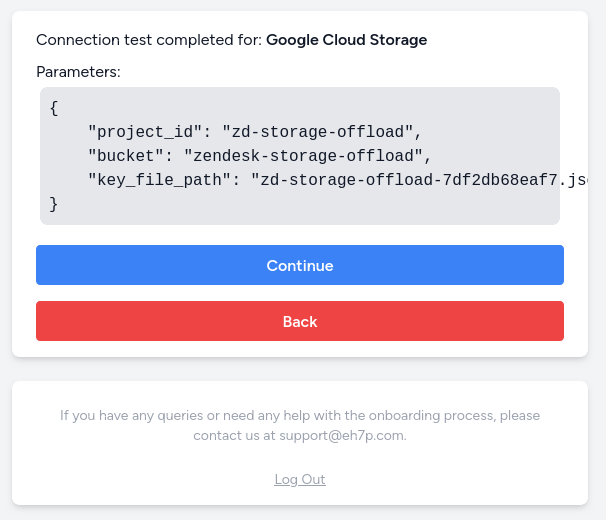 Connection test completed for: Google Cloud Storage
Parameters:
{
    "project_id": "zd-storage-offload",
    "bucket": "zendesk-storage-offload",
    "key_file_path": "zd-storage-offload-7df2db68eaf7.js
}
Continue
Back
If you have any queries or need any help with the onboarding process, please
contact us at support@eh7p.com.
Log Out